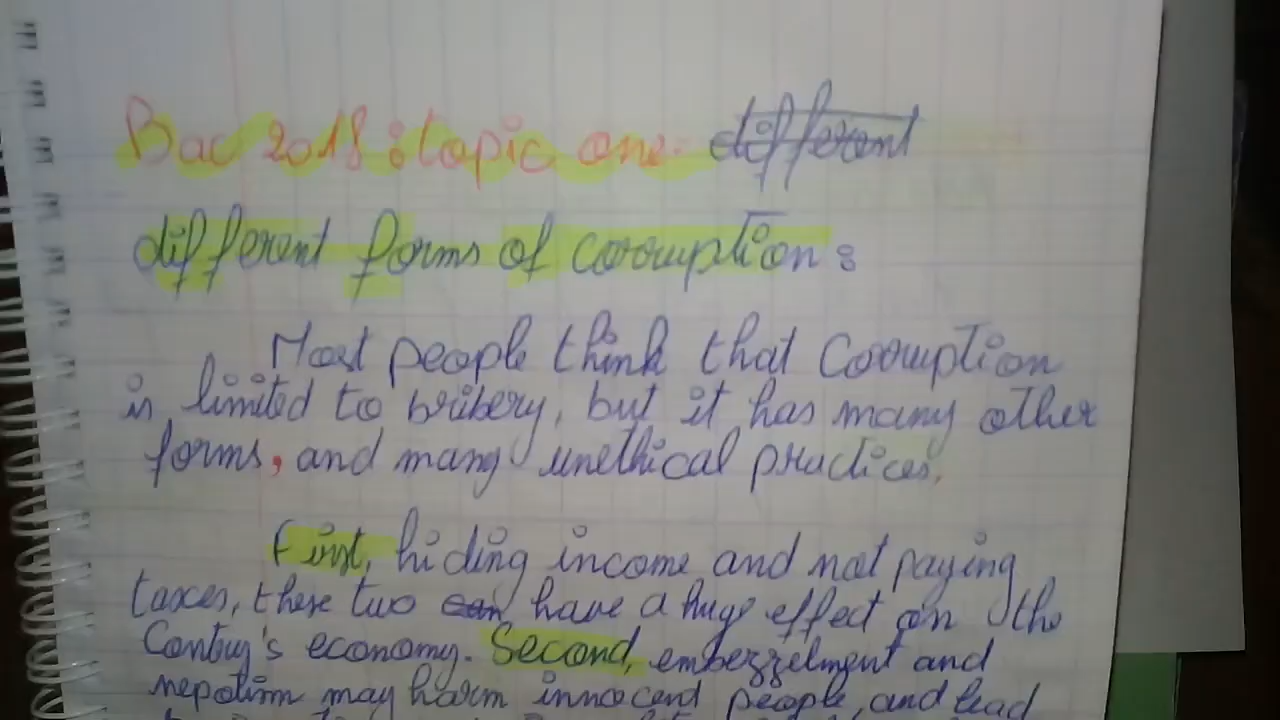 Bac 2018 : topic one: different
different forms of corruption :
Most people think that Corruption
is limited to bribery, but it has many other
forms, and many unethical practices.
First, hiding income and not paying
taxes, these two can have a huge effect on the
Contry's economy. Second, embezzelment and
nepotism may harm innocent people, and lead